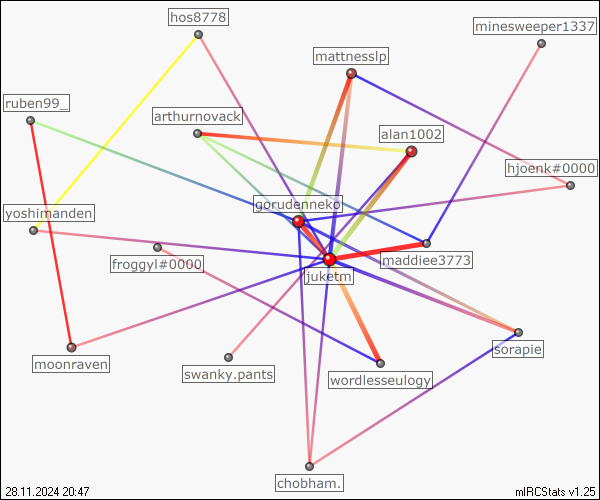 hos8778
minesweeper1337
mattnesslp
ruben99_
arthurnovack
alan1002
hjoenk#0000
gorudenneko
yoshimanden
froggyl#0000
maddiee3773
juketm
sorapie
moonraven
swanky.pants
wordlesseulogy
chobham.
28.11.2024 20:47
mIRCStats v1.25